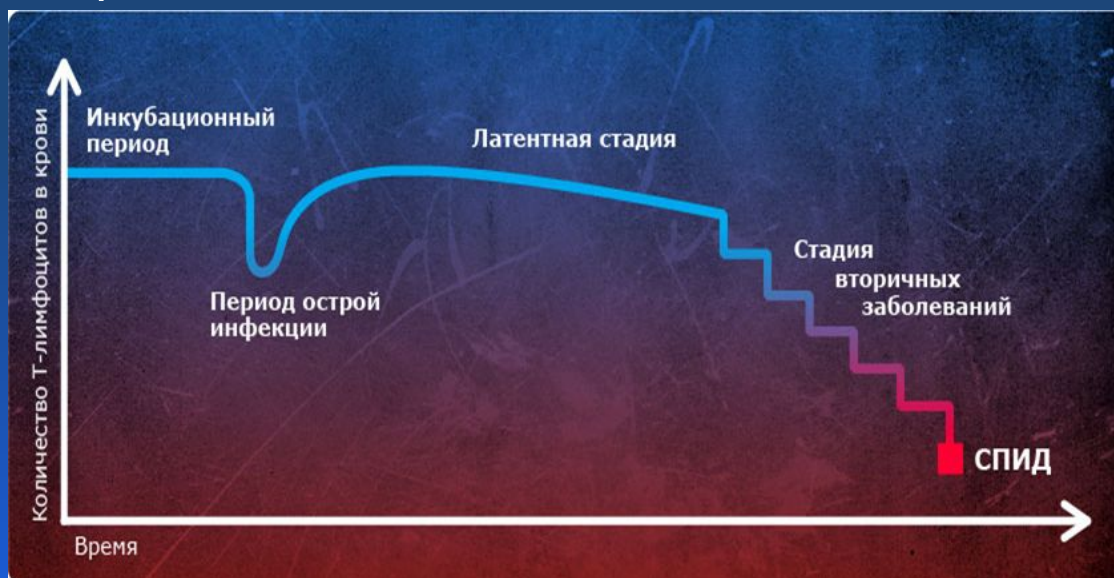 Количество Т-лимфоцитов в крови
Инкубационный
период
Период острой
инфекции
Латентная стадия
Стадия
вторичных
заболеваний
СПИД
Время